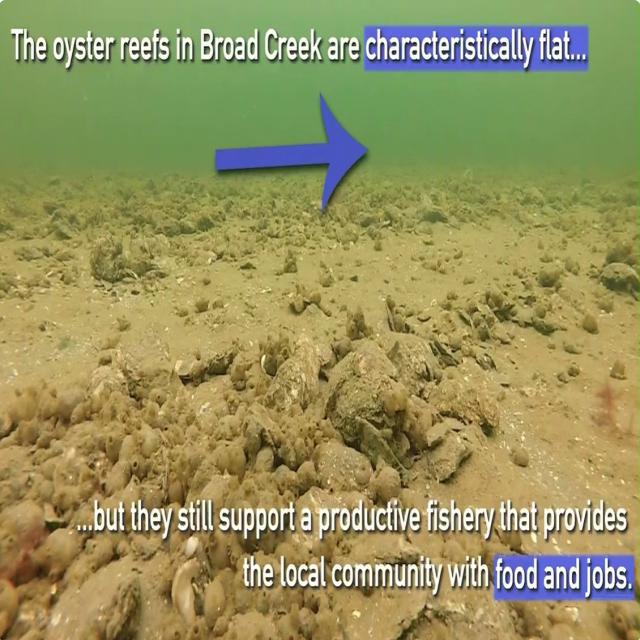 The oyster reefs in Broad Creek are characteristically flat...
...but they still support a productive fishery that provides
the local community with food and jobs.